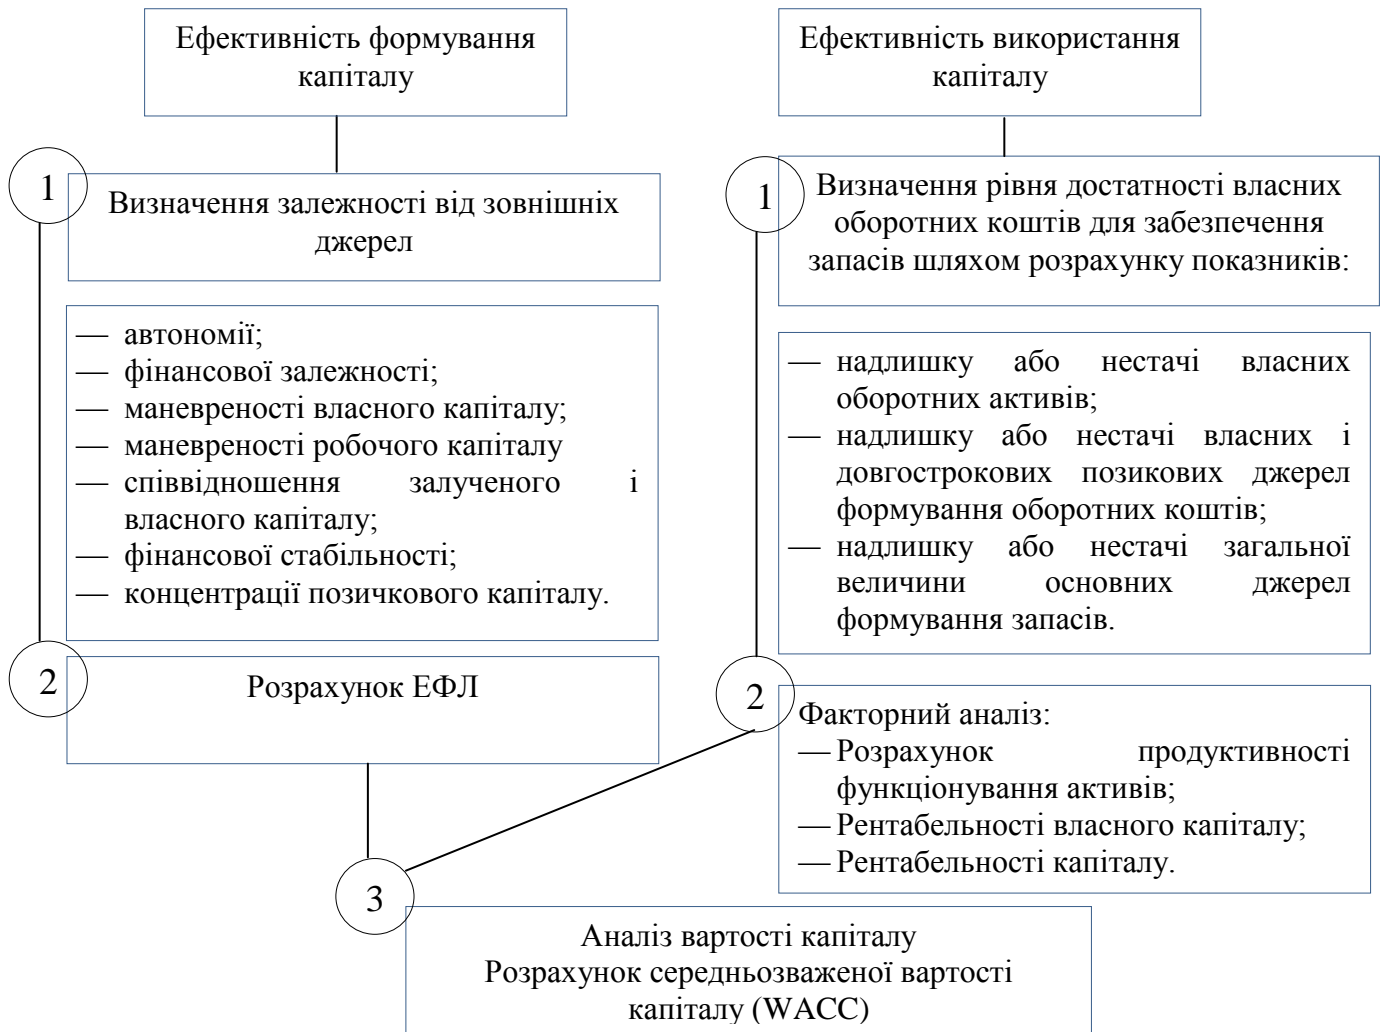 Ефективність формування
капіталу
1
Визначення залежності від зовнішніх
джерел
— автономії;
— фінансової залежності;
— маневреності власного капіталу;
— маневреності робочого капіталу
— співвідношення залученого і
власного капіталу;
— фінансової стабільності;
— концентрації позичкового капіталу.
2
Розрахунок ЕФЛ
Ефективність використання
капіталу
1
Визначення рівня достатності власних
оборотних коштів для забезпечення
запасів шляхом розрахунку показників:
— надлишку або нестачі власних
оборотних активів;
— надлишку або нестачі власних і
довгострокових позикових джерел
формування оборотних коштів;
— надлишку або нестачі загальної
величини основних джерел
формування запасів.
2
Факторний аналіз:
— Розрахунок продуктивності
функціонування активів;
— Рентабельності власного капіталу;
— Рентабельності капіталу.
3
Аналіз вартості капіталу
Розрахунок середньозваженої вартості
капіталу (WACC)